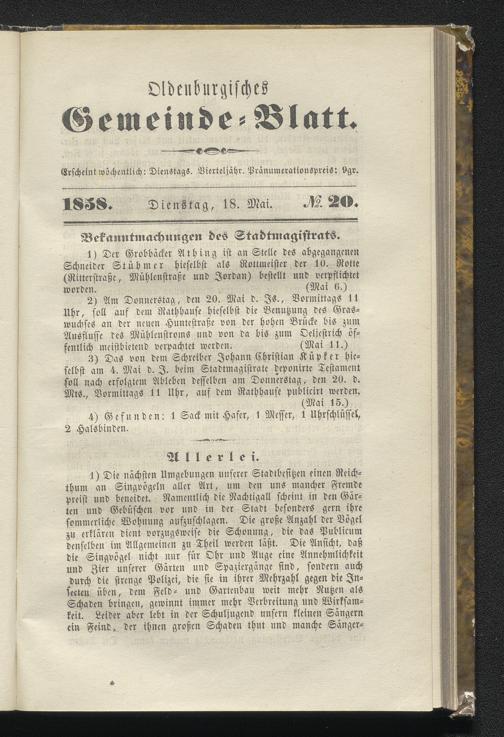 Oldenburgisches
Gemeinde-Blatt.
Erscheint wöchentlich: Dienstags. Vierteljähr. Pränumerationspreis: 9gr.
1858. Dienstag, 18. Mai. № 20.
Bekanntmachungen des Stadtmagistrats.
1) Der Grobbäcker Athing ist an Stelle des abgegangenen
Schneider Stühmer hieselbst als Rottmeister der 10. Rotte
(Ritterstraße, Mühlenstraße und Jordan) bestellt und verpflichtet
worden. (Mai 6.)
2) Am Donnerstag, den 20. Mai d. Js., Vormittags 11
Uhr, soll auf dem Rathhause hieselbst die Benutzung des Gras-
wuchses an der neuen Huntestraße von der hohen Brücke bis zum
Ausflusse des Mühlenstroms und von da bis zum Deljestrich öf-
fentlich meistbietend verpachtet werden. (Mai 11.)
3) Das von dem Schreiber Johann Christian Küpker hie-
selbst am 4. Mai d. J. beim Stadtmagistrate deponirte Testament
soll nach erfolgtem Ableben desselben am Donnerstag, den 20. d.
Mts., Vormittags 11 Uhr, auf dem Rathhause publicirt werden.
(Mai 15.)
4) Gefunden: 1 Sack mit Hafer, 1 Messer, 1 Uhrschlüssel,
2 Halsbinden.
Allerlei.
1) Die nächsten Umgebungen unserer Stadt besitzen einen Reich-
thum an Singvögeln aller Art, um den uns mancher Fremde
preist und beneidet. Namentlich die Nachtigall scheint in den Gär-
ten und Gebüschen vor und in der Stadt besonders gern ihre
sommerliche Wohnung aufzuschlagen. Die große Anzahl der Vögel
zu erklären dient vorzugsweise die Schonung, die das Publicum
denselben im Allgemeinen zu Theil werden läßt. Die Ansicht, daß
die Singvögel nicht nur für Ohr und Auge eine Annehmlichkeit
und Zier unserer Gärten und Spaziergänge sind, sondern auch
durch die strenge Polizei, die sie in ihrer Mehrzahl gegen die In-
secten üben, dem Feld- und Gartenbau weit mehr Nutzen als
Schaden bringen, gewinnt immer mehr Verbreitung und Wirksam-
keit. Leider aber lebt in der Schuljugend unsern kleinen Sängern
ein Feind, der ihnen großen Schaden thut und manche Sänger-